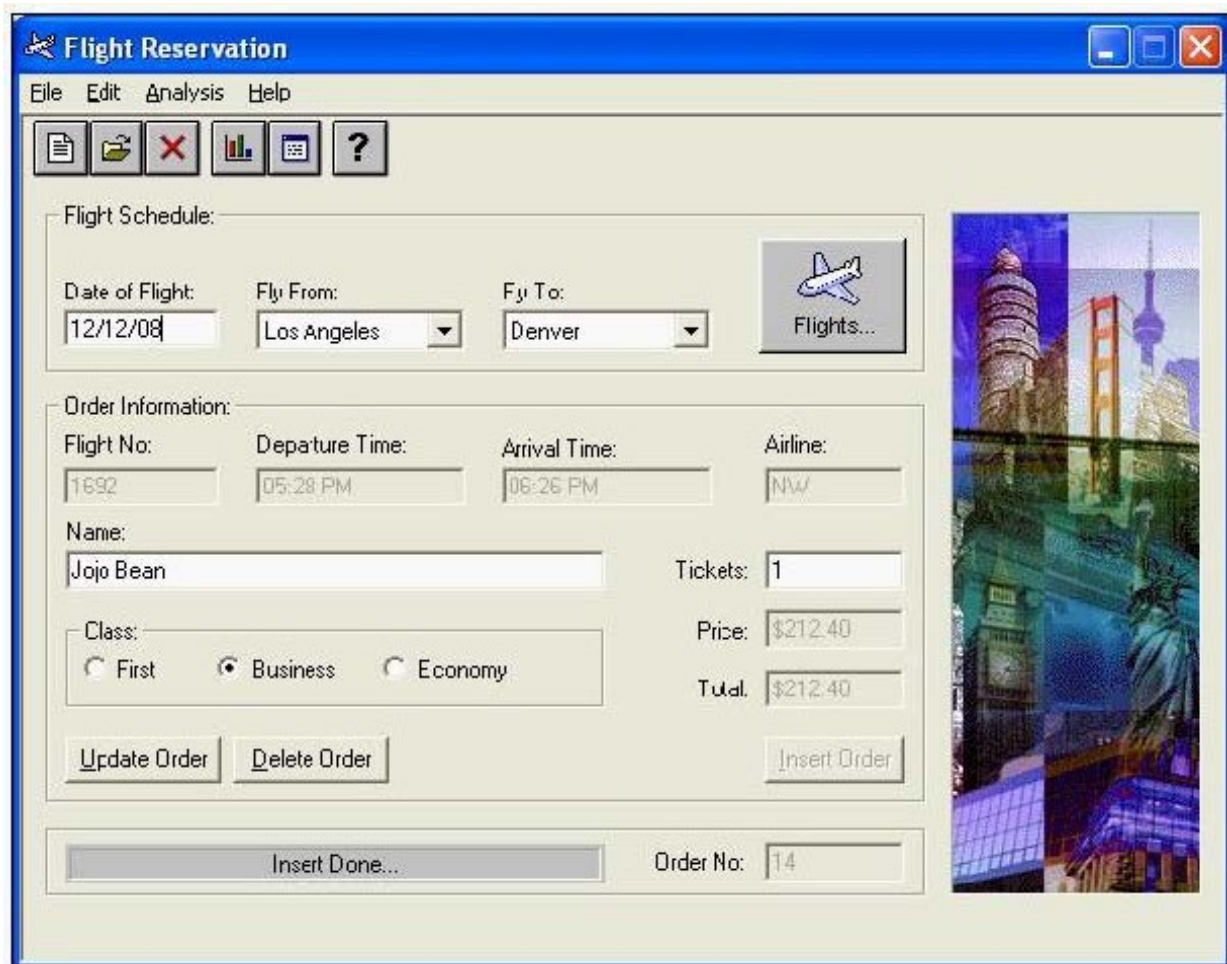 Flight Reservation
File Edit Analysis Help
?
Flight Schedule:
Date of Flight: Fly From: Fly To:
12/12/08 Los Angeles Denver Flights...
Order Information:
Flight No: Depature Time: Arrival Time: Airline:
1692 05:28 PM 06:26 PM NW
Name:
Jojo Bean Tickets: 1
Class: Price: $212.40
First Business Economy
Total: $212.40
Update Order Delete Order Insert Order
Insert Done... Order No: 14